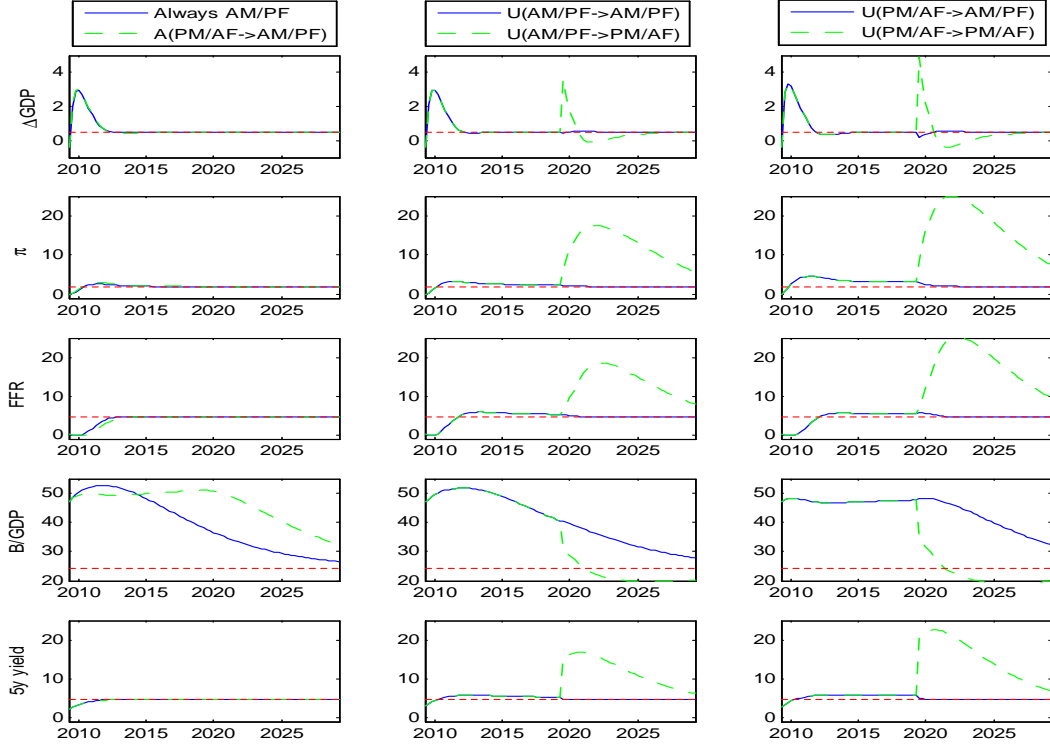 Always AM/PF
A(PM/AF->AM/PF)
U(AM/PF->AM/PF)
U(AM/PF->PM/AF)
U(PM/AF->AM/PF)
U(PM/AF->PM/AF)
ΔGDP
4
2
0
2010 2015 2020 2025
4
2
0
2010 2015 2020 2025
4
2
0
2010 2015 2020 2025
π
20
10
0
2010 2015 2020 2025
20
10
0
2010 2015 2020 2025
20
10
0
2010 2015 2020 2025
FFR
20
10
0
2010 2015 2020 2025
20
10
0
2010 2015 2020 2025
20
10
0
2010 2015 2020 2025
B/GDP
50
40
30
20
2010 2015 2020 2025
50
40
30
20
2010 2015 2020 2025
50
40
30
20
2010 2015 2020 2025
5y yield
20
10
0
2010 2015 2020 2025
20
10
0
2010 2015 2020 2025
20
10
0
2010 2015 2020 2025